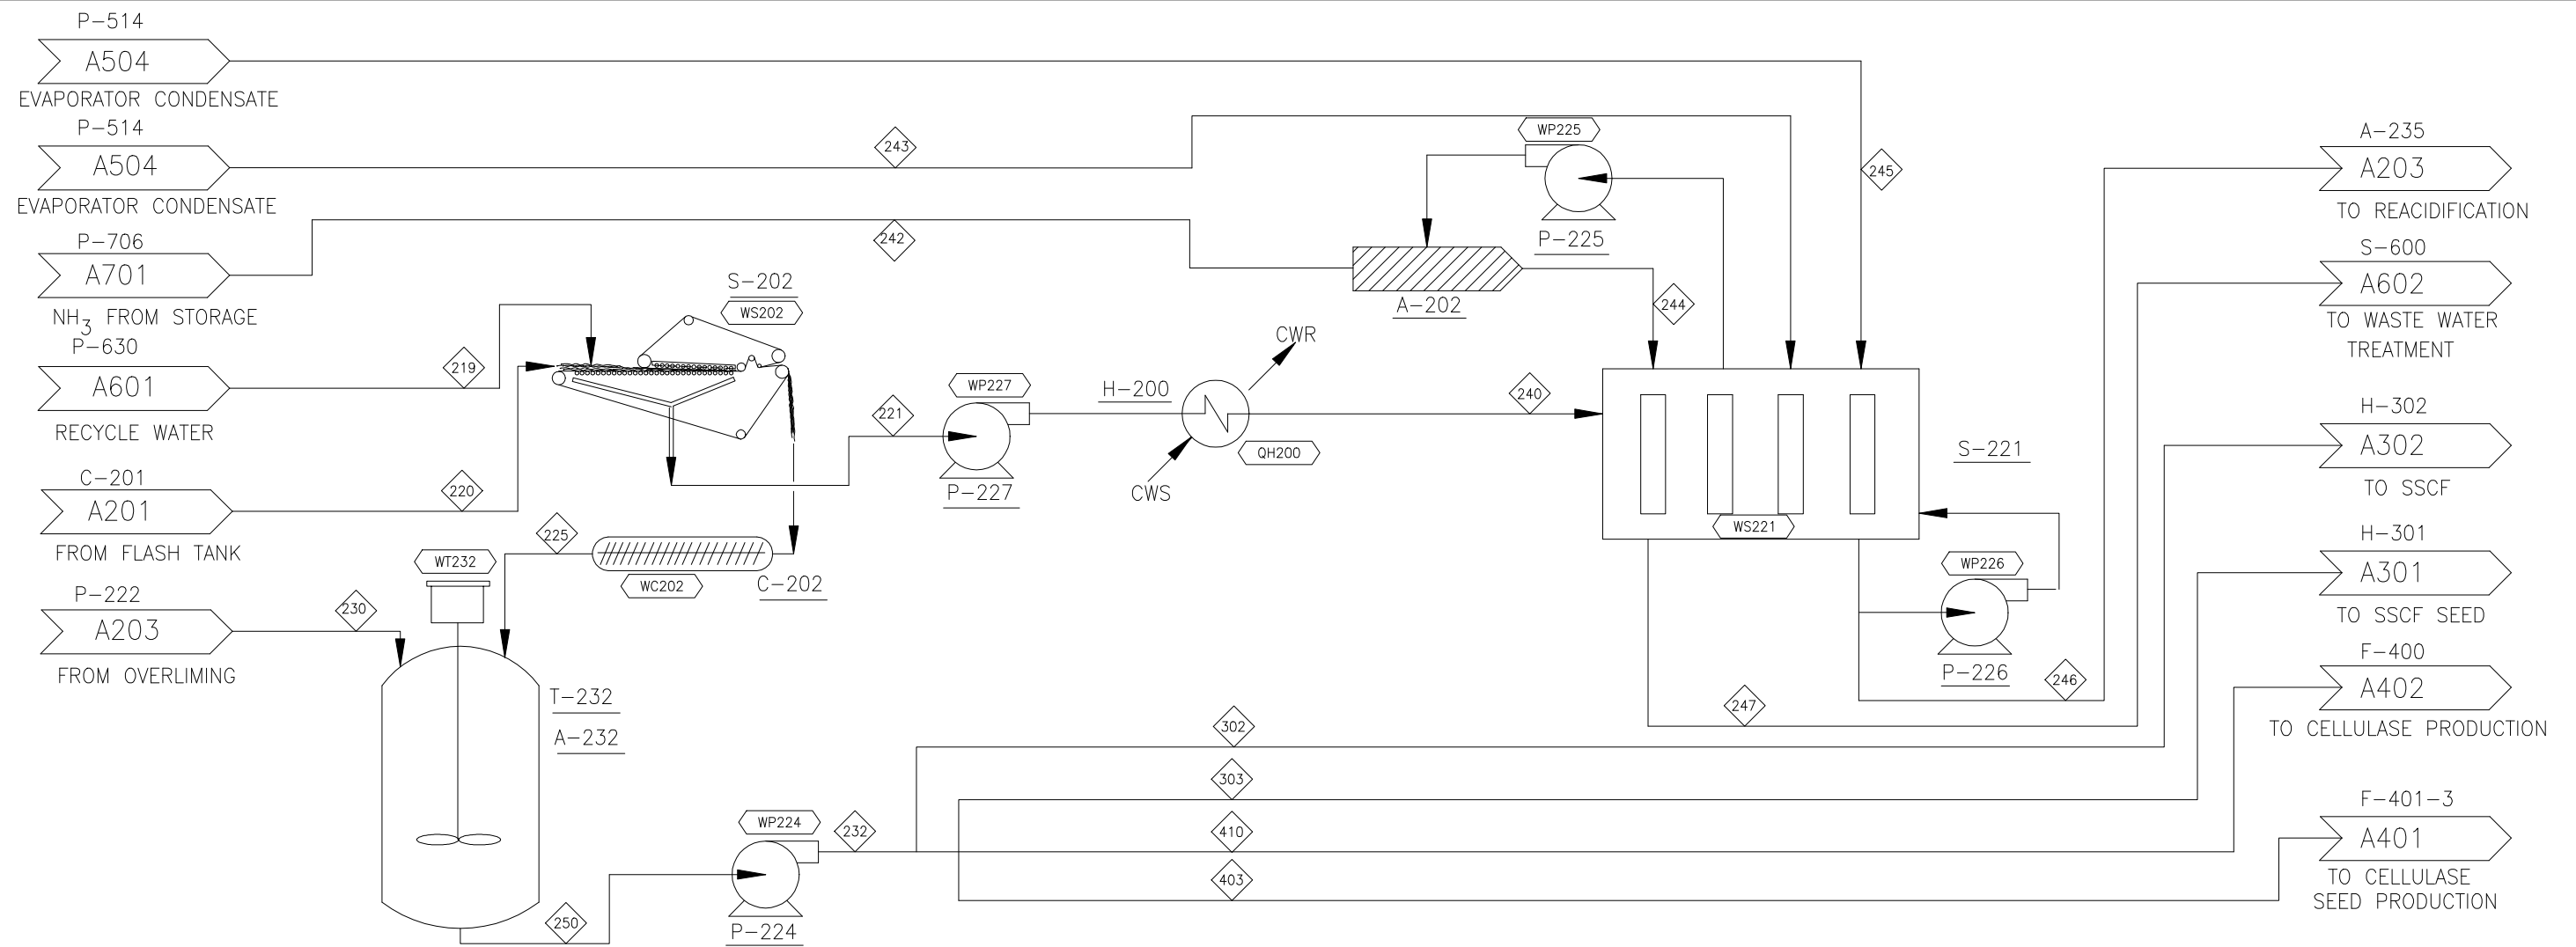 P-514
A504
EVAPORATOR CONDENSATE
P-514
A504
EVAPORATOR CONDENSATE
P-706
A701
NH3 FROM STORAGE
P-630
A601
RECYCLE WATER
C-201
A201
FROM FLASH TANK
P-222
A203
FROM OVERLIMING
243
242
219
220
225
230
S-202
WS202
WC202
C-202
WT232
T-232
A-232
250
WP224
P-224
232
221
WP227
P-227
H-200
CWR
CWS
QH200
240
WP225
P-225
A-202
244
245
S-221
WS221
WP226
P-226
246
247
302
303
410
403
A-235
A203
TO REACIDIFICATION
S-600
A602
TO WASTE WATER
TREATMENT
H-302
A302
TO SSCF
H-301
A301
TO SSCF SEED
F-400
A402
TO CELLULASE PRODUCTION
F-401-3
A401
TO CELLULASE
SEED PRODUCTION